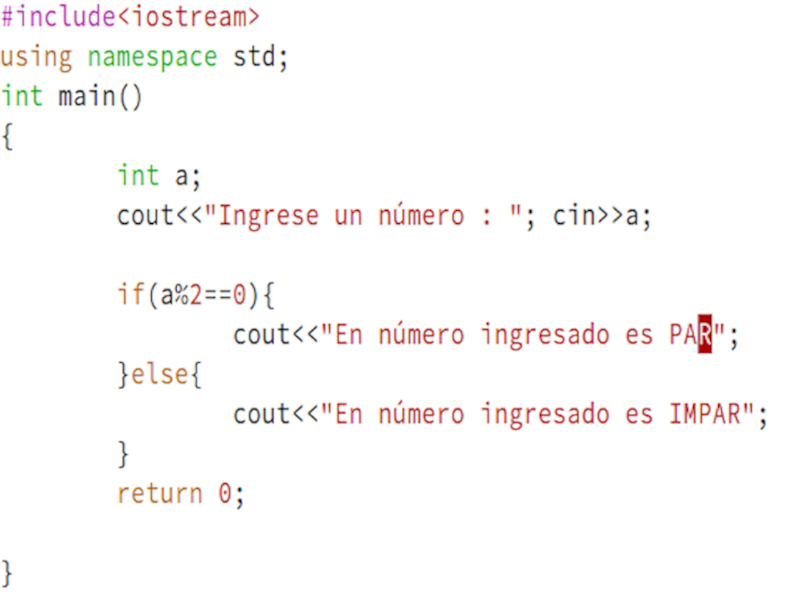 #include<iostream>
using namespace std;
int main()
{
int a;
cout<<"Ingrese un número : "; cin>>a;
if(a%2==0){
cout<<"En número ingresado es PAR";
}else{
cout<<"En número ingresado es IMPAR";
}
return 0;
}